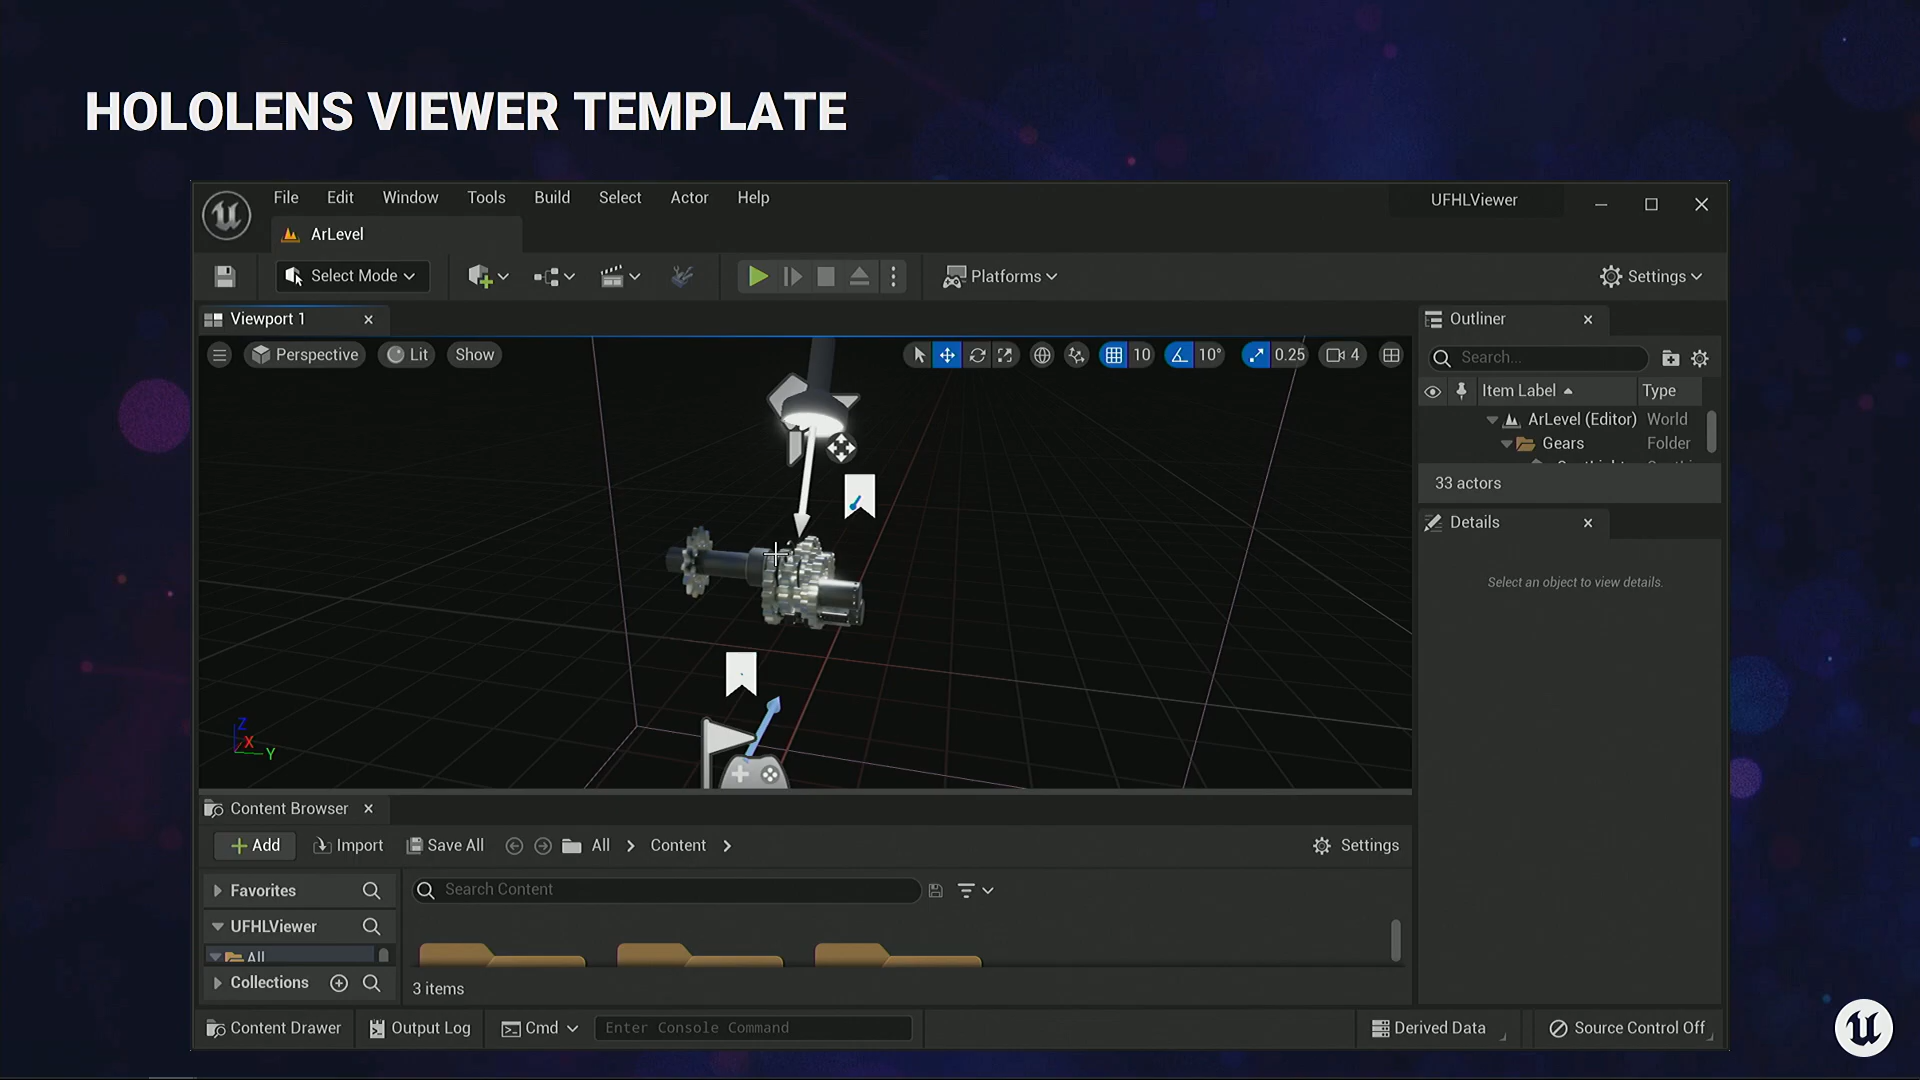 HOLOLENS VIEWER TEMPLATE
File Edit Window Tools Build Select Actor Help UFHLViewer
ArLevel
Select Mode Platforms Settings
Viewport 1 Outliner
Perspective Lit Show 10 10° 0.25 4 Search...
Item Label Type
ArLevel (Editor) World
Gears Folder
33 actors
Details
Select an object to view details.
Z
X
Y
Content Browser
Add Import Save All All Content Settings
Favorites Search Content
UFHLViewer
All
Collections
3 items
Content Drawer Output Log Cmd Enter Console Command Derived Data Source Control Off